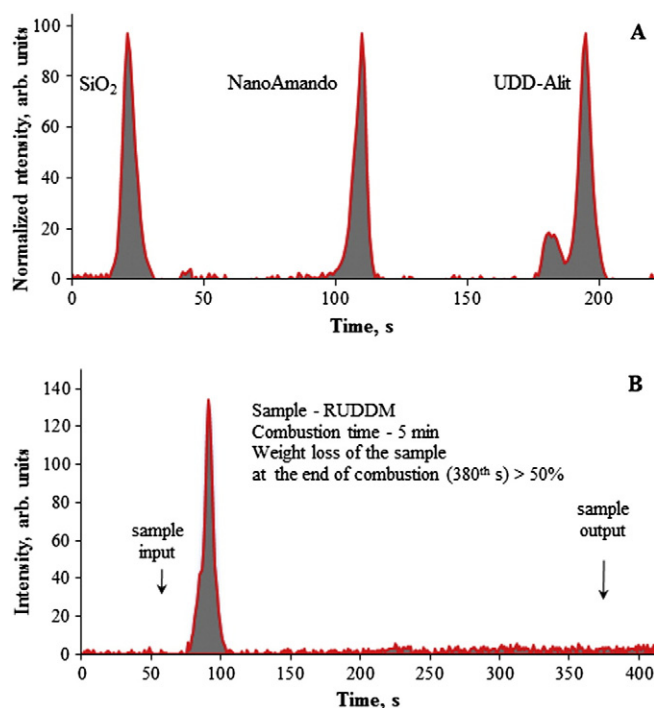 A
Normalized ntensity, arb. units
100
80
60
40
20
0
SiO₂
NanoAmando
UDD-Alit
0 50 100 150 200
Time, s
B
Intensity, arb. units
140
120
100
80
60
40
20
0
Sample - RUDDM
Combustion time - 5 min
Weight loss of the sample
at the end of combustion (380ᵗʰ s) > 50%
sample
input
sample
output
0 50 100 150 200 250 300 350 400
Time, s